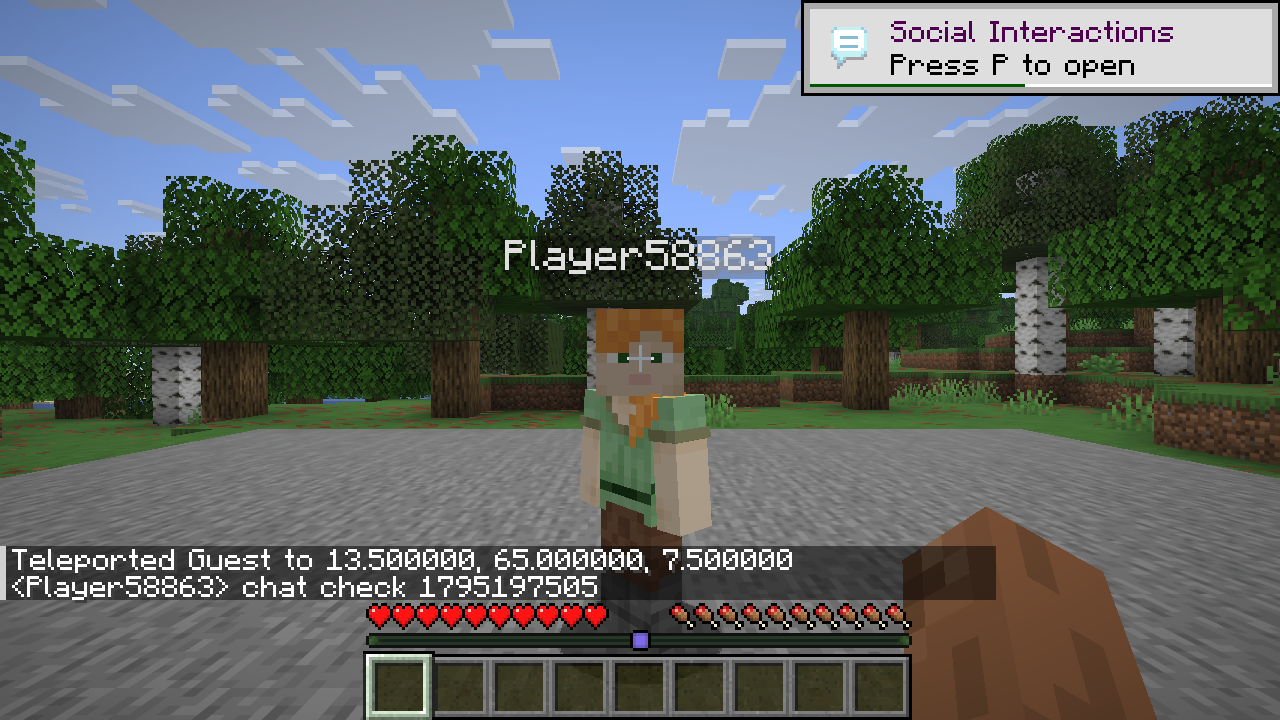 Social Interactions
Press P to open
Player58863
Teleported Guest to 13.500000, 65.000000, 7.500000
<Player58863> chat check 1795197505